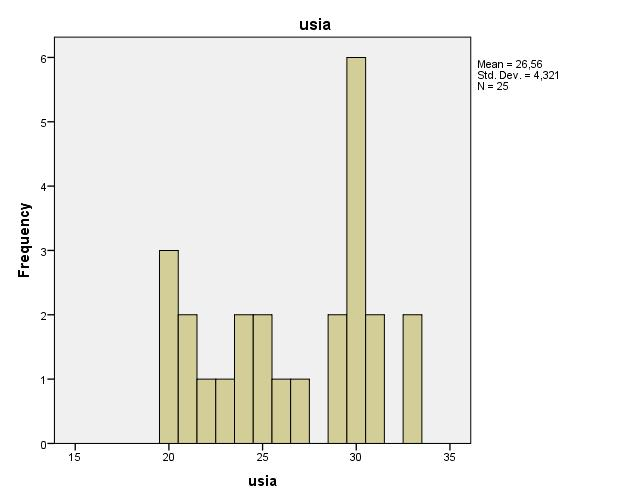 usia
Mean = 26,56
Std. Dev. = 4,321
N = 25
Frequency
6
5
4
3
2
1
0
15 20 25 30 35
usia